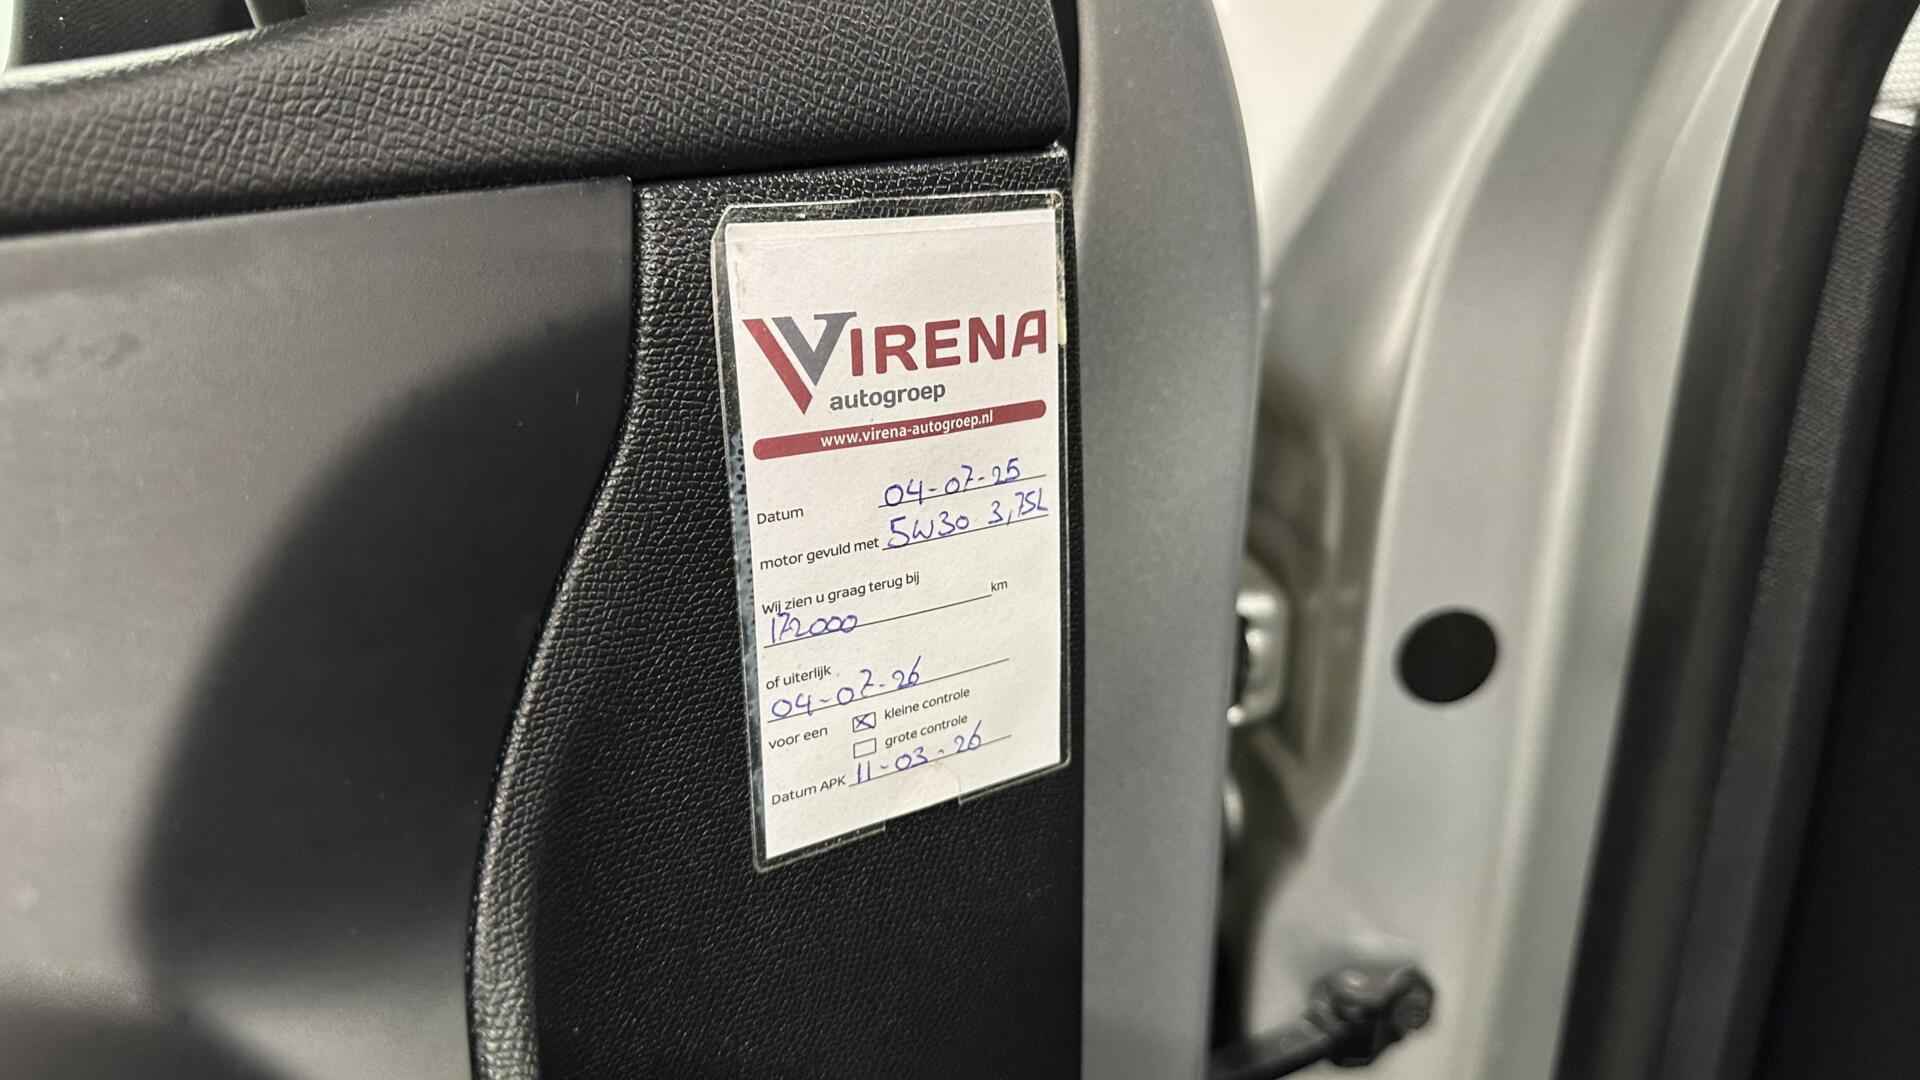 VIRENA
autogroep
www.virena-autogroep.nl
Datum 04-07-25
motor gevuld met 5W30 3,75L
Wij zien u graag terug bij
172000 km
of uiterlijk
04-07-26
voor een ☒ kleine controle
☐ grote controle
Datum APK 11-03-26